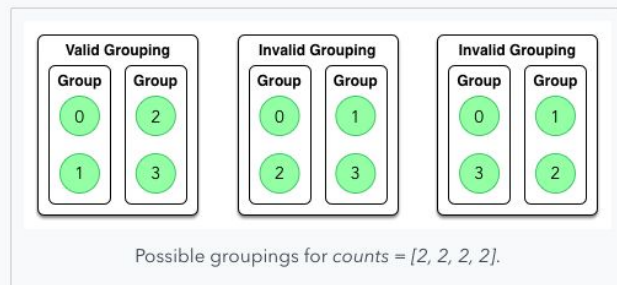 Valid Grouping
Group Group
0 2
1 3
Invalid Grouping
Group Group
0 1
2 3
Invalid Grouping
Group Group
0 1
3 2
Possible groupings for counts = [2, 2, 2, 2].